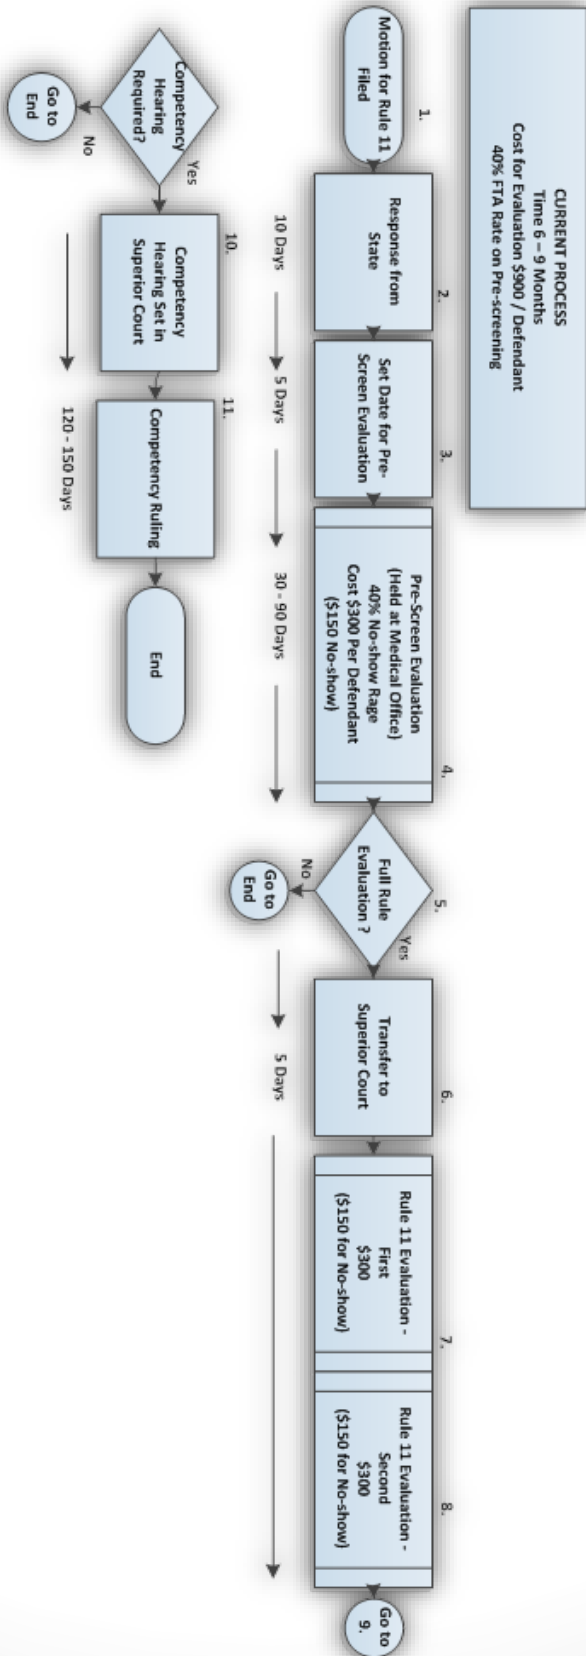 CURRENT PROCESS
Time 6 – 9 Months
Cost for Evaluation $900 / Defendant
40% FTA Rate on Pre-screening
1.
Motion for Rule 11
Filed
2.
Response from
State
3.
Set Date for Pre-
Screen Evaluation
4.
Pre-Screen Evaluation
(Held at Medical Office)
40% No-show Rage
Cost $300 Per Defendant
($150 No-show)
5.
Full Rule
Evaluation ?
Yes
No
Go to
End
6.
Transfer to
Superior Court
7.
Rule 11 Evaluation -
First
$300
($150 for No-show)
8.
Rule 11 Evaluation -
Second
$300
($150 for No-show)
Go to
9.
10 Days
5 Days
30 - 90 Days
5 Days
Competency
Hearing
Required?
Yes
No
Go to
End
10.
Competency
Hearing Set in
Superior Court
11.
Competency Ruling
End
120 - 150 Days